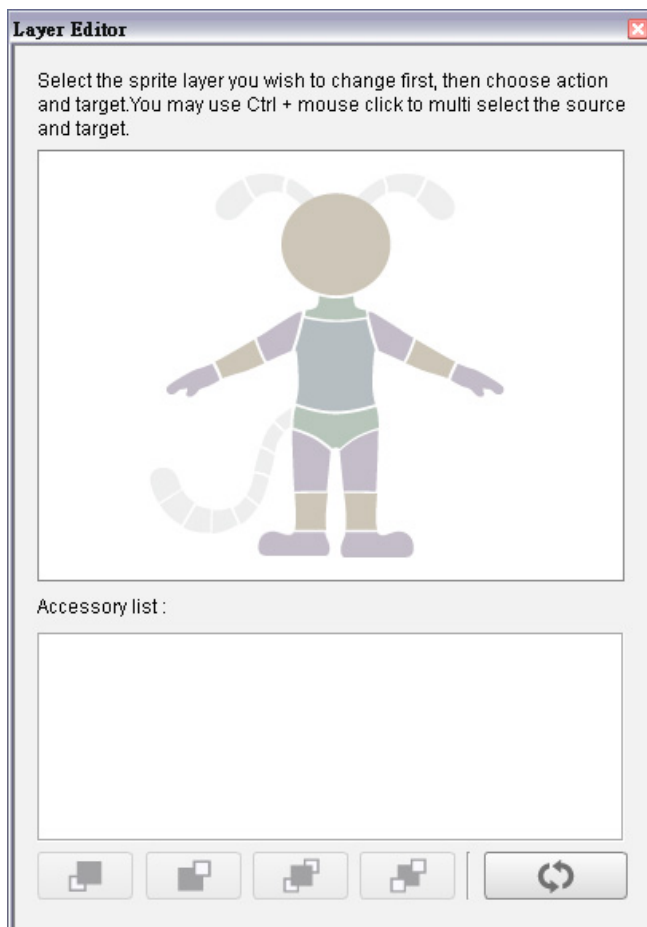 Layer Editor
Select the sprite layer you wish to change first, then choose action
and target.You may use Ctrl + mouse click to multi select the source
and target.
Accessory list :